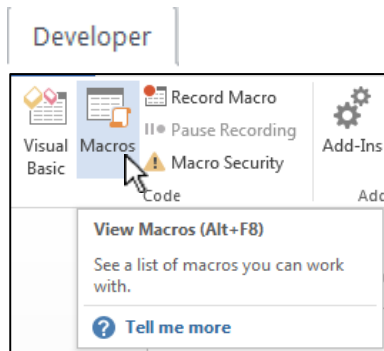 Developer
Visual
Basic
Macros
Record Macro
Pause Recording
Macro Security
Add-Ins
Code
Add
View Macros (Alt+F8)
See a list of macros you can work
with.
Tell me more